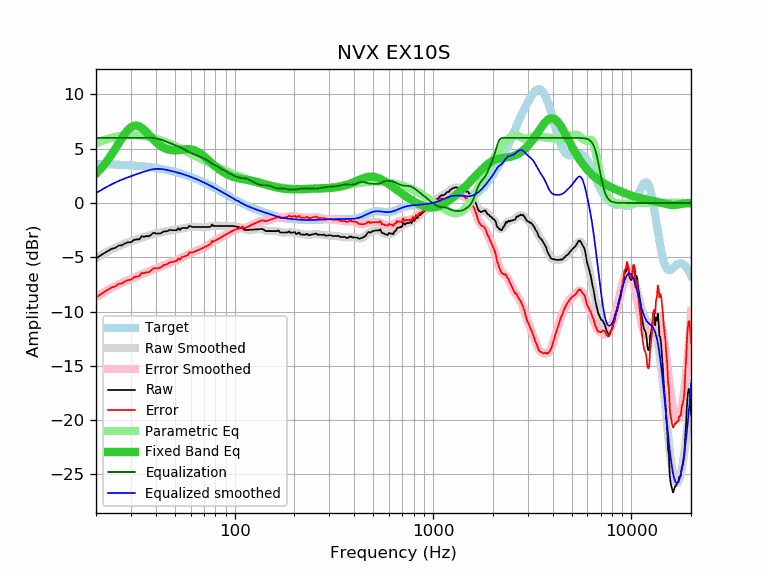 NVX EX10S
Amplitude (dBr)
10
5
0
−5
−10
−15
−20
−25
Target
Raw Smoothed
Error Smoothed
Raw
Error
Parametric Eq
Fixed Band Eq
Equalization
Equalized smoothed
100
1000
10000
Frequency (Hz)